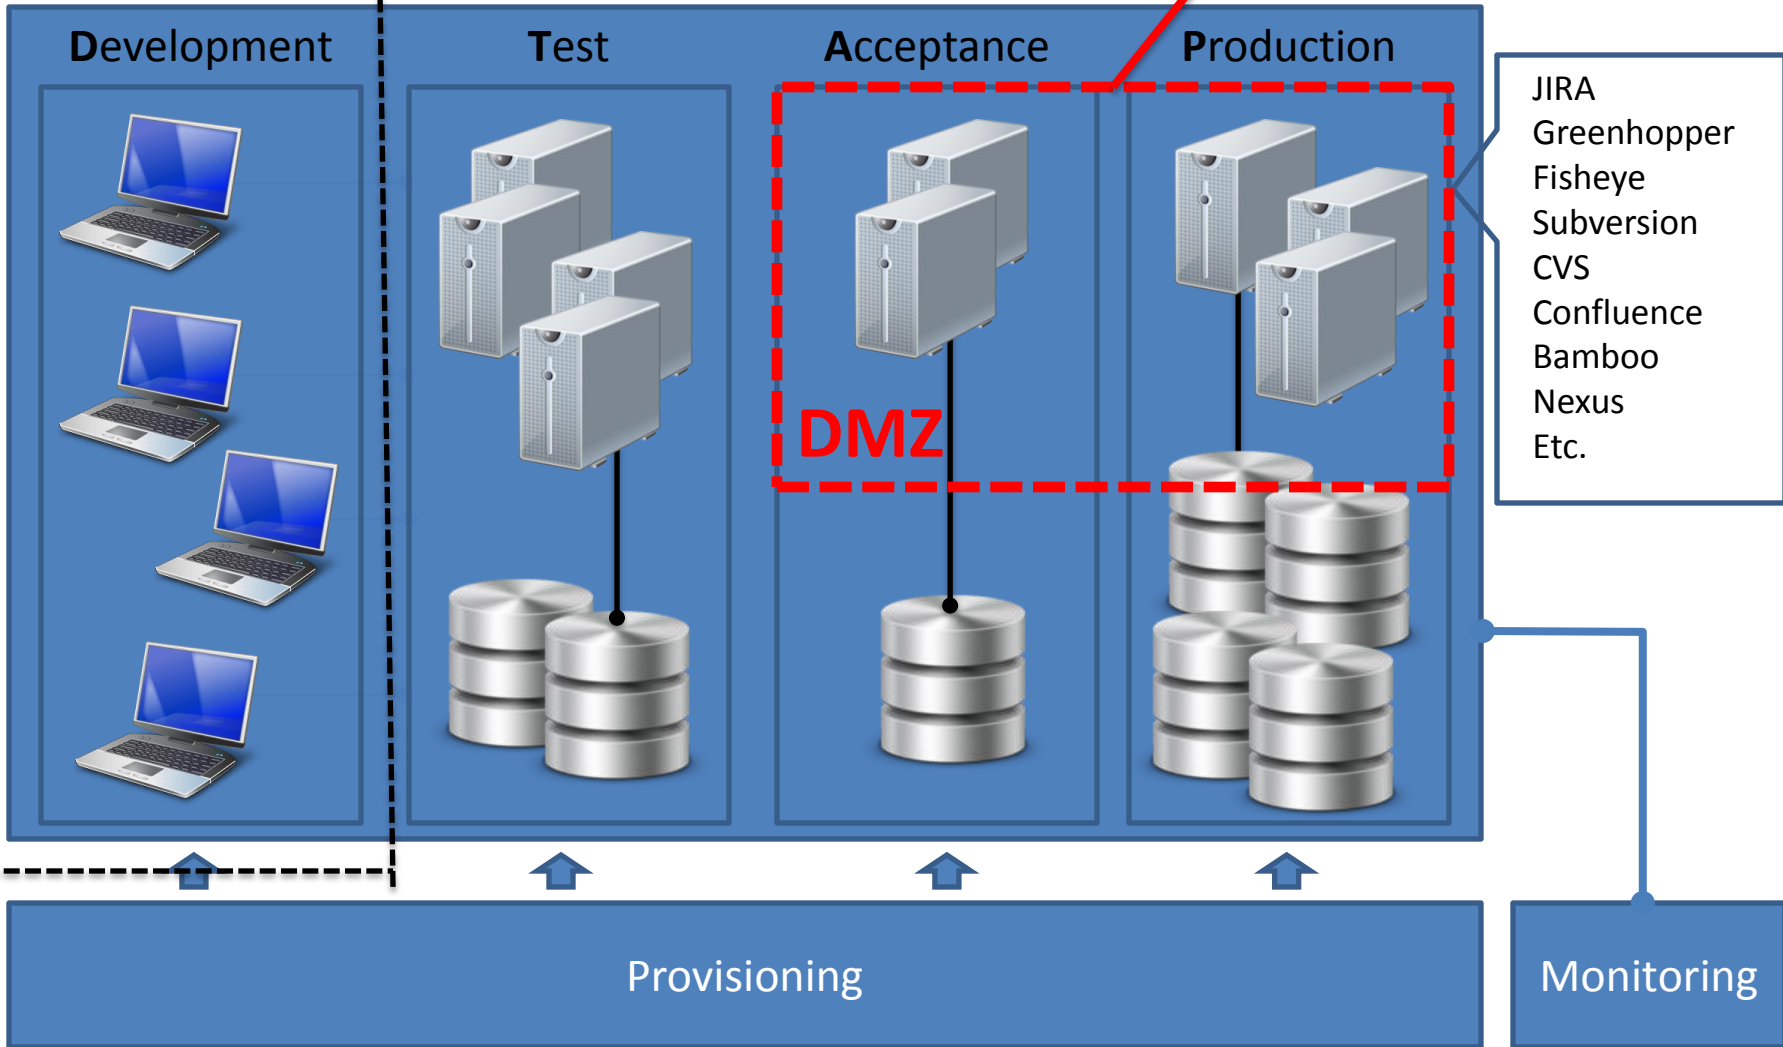 Development
Test
Acceptance
Production
JIRA
Greenhopper
Fisheye
Subversion
CVS
Confluence
Bamboo
Nexus
Etc.
DMZ
Provisioning
Monitoring